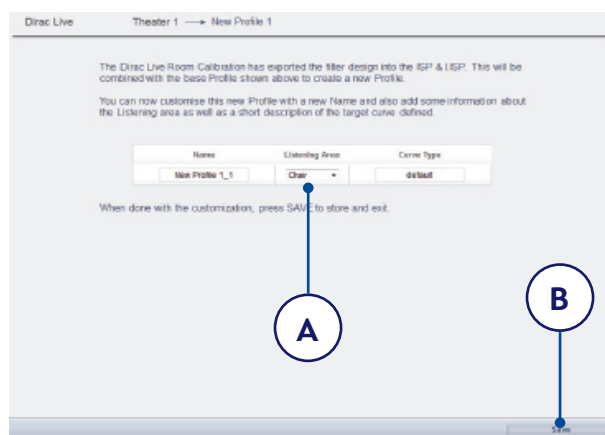 Dirac Live Theater 1 → New Profile 1
The Dirac Live Room Calibration has exported the filter design into the ISP & UISP. This will be
combined with the base Profile shown above to create a new Profile.
You can now customise this new Profile with a new Name and also add some information about
the Listening area as well as a short description of the target curve defined.
Name Listening Area Curve Type
New Profile 1_1 Chair default
When done with the customization, press SAVE to store and exit.
A
B
Save